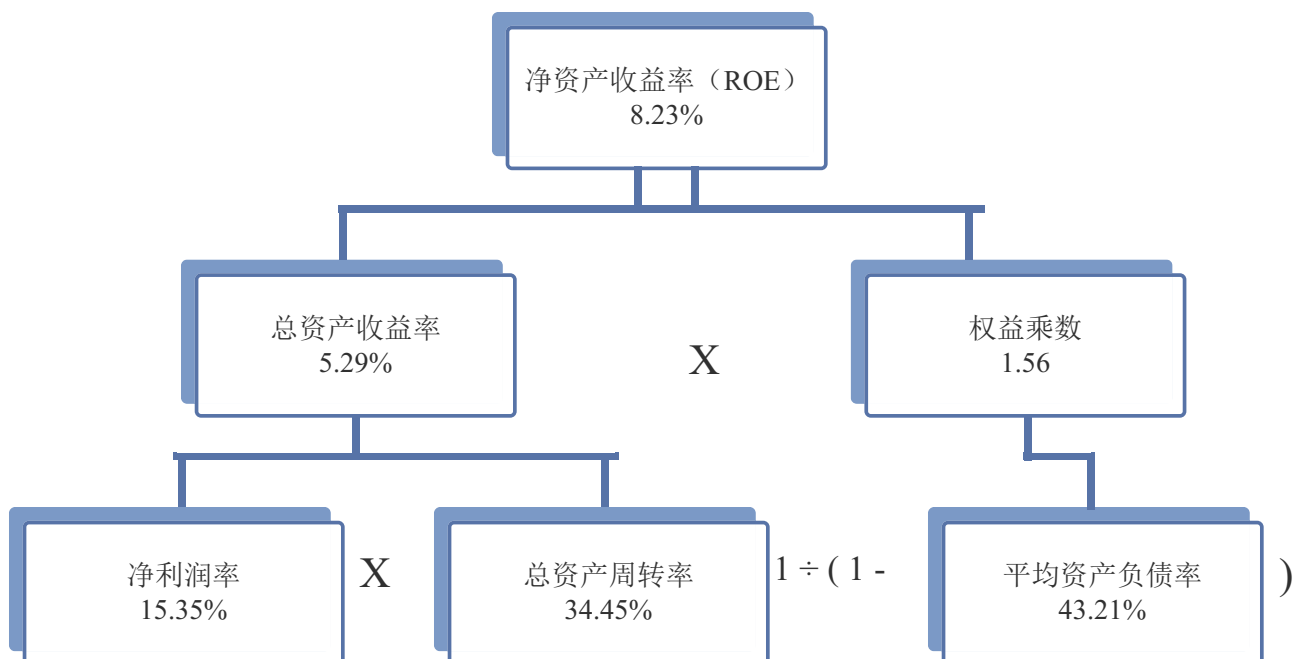 净资产收益率（ROE）
8.23%
总资产收益率
5.29%
X
权益乘数
1.56
净利润率
15.35%
X
总资产周转率
34.45%
1 ÷ ( 1 -
平均资产负债率
43.21%
)